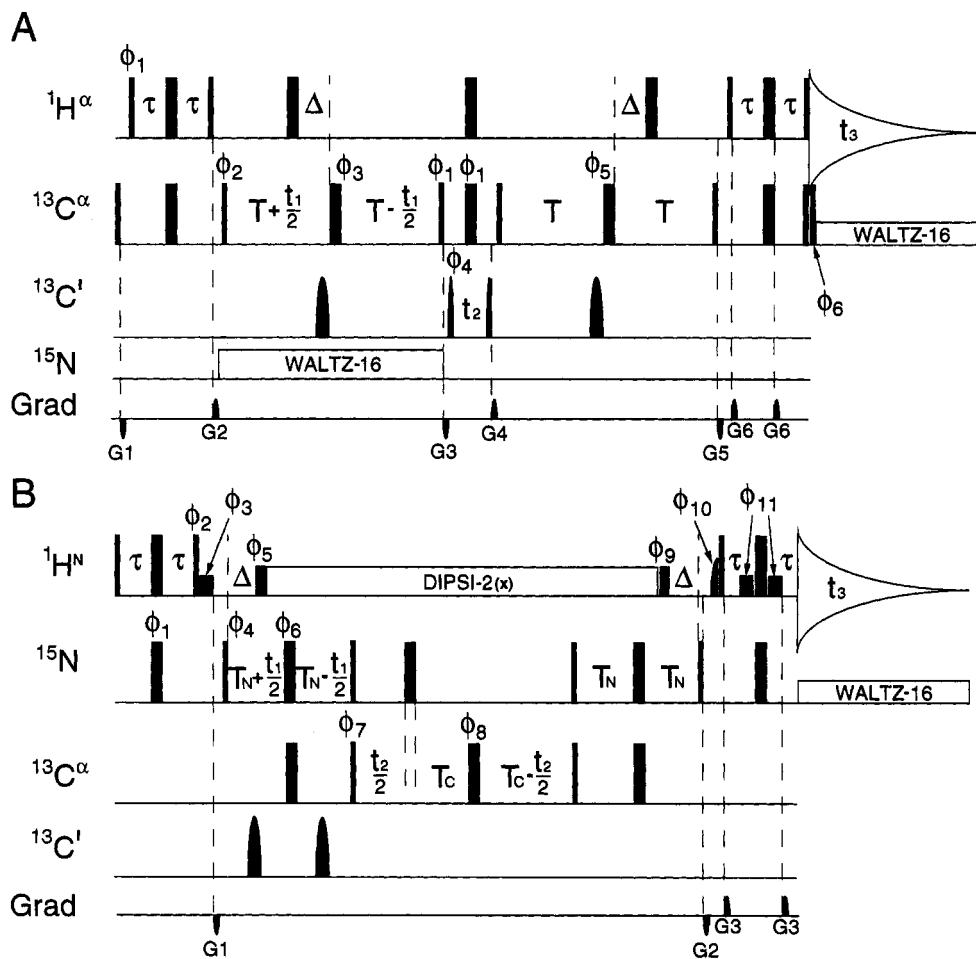 A
ϕ1
¹Hᵅ τ τ Δ Δ τ τ t3
ϕ2 ϕ3 ϕ1 ϕ1 ϕ5
¹³Cᵅ T + t1/2 T - t1/2 T T WALTZ-16
ϕ4 ϕ6
¹³C' t2
¹⁵N WALTZ-16
Grad
G1 G2 G3 G4 G5 G6 G6
B
ϕ2 ϕ3 ϕ10 ϕ11
ϕ5 ϕ9
¹Hᴺ τ τ Δ DIPSI-2(x) Δ τ τ t3
ϕ1 ϕ4 ϕ6
¹⁵N TN + t1/2 TN - t1/2 TN TN WALTZ-16
ϕ7 ϕ8
¹³Cᵅ t2/2 TC TC - t2/2
¹³C'
Grad
G1 G2 G3 G3